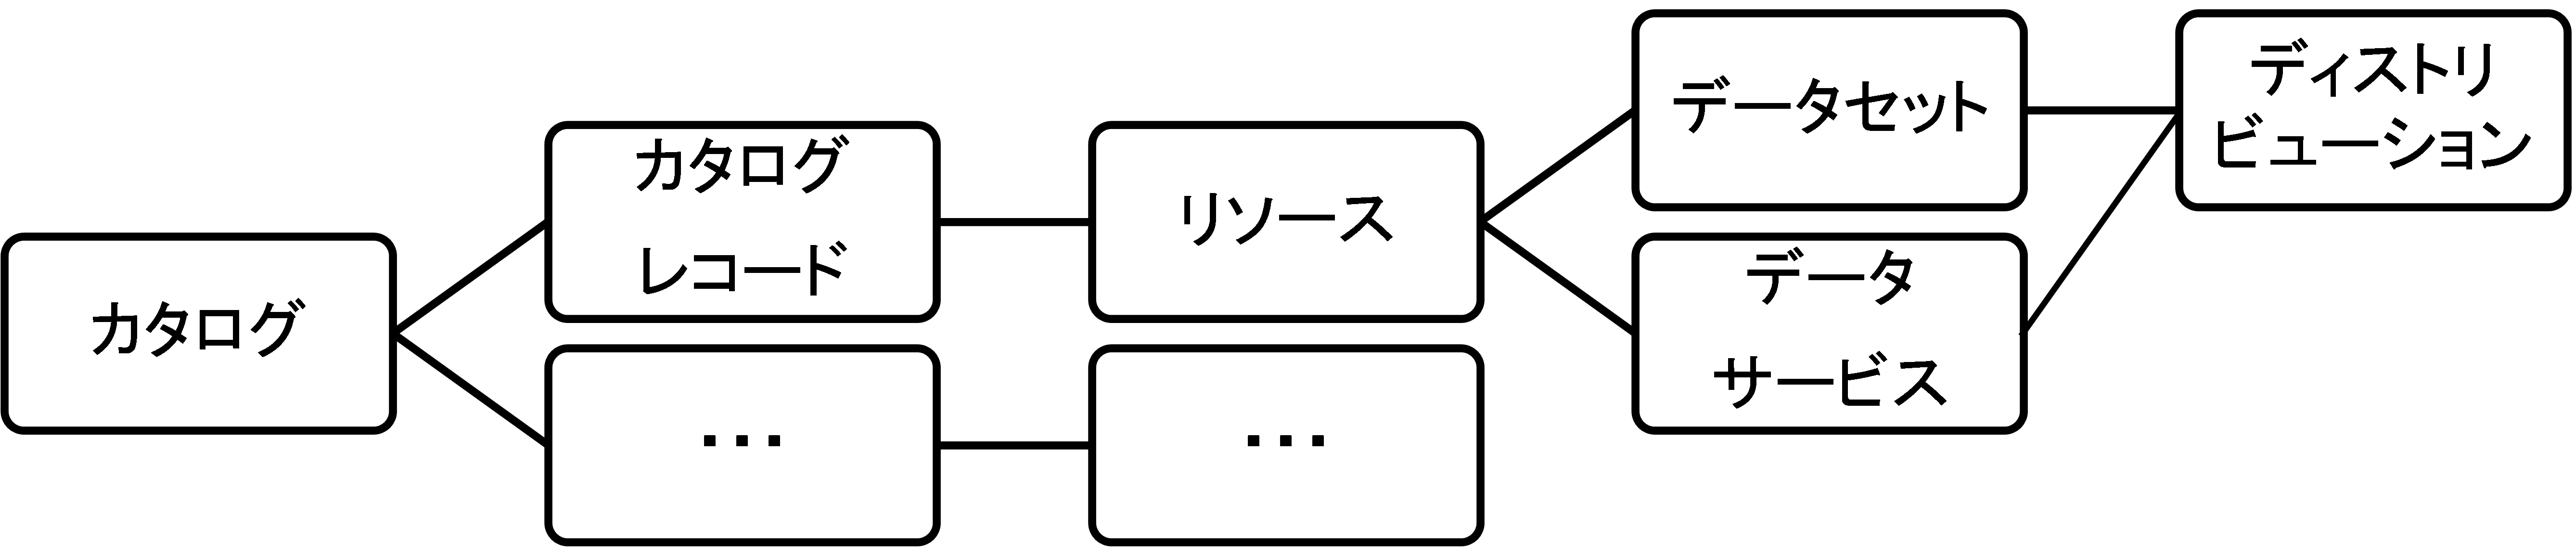 カタログ
カタログ
レコード
...
リソース
...
データセット
データ
サービス
ディストリ
ビューション